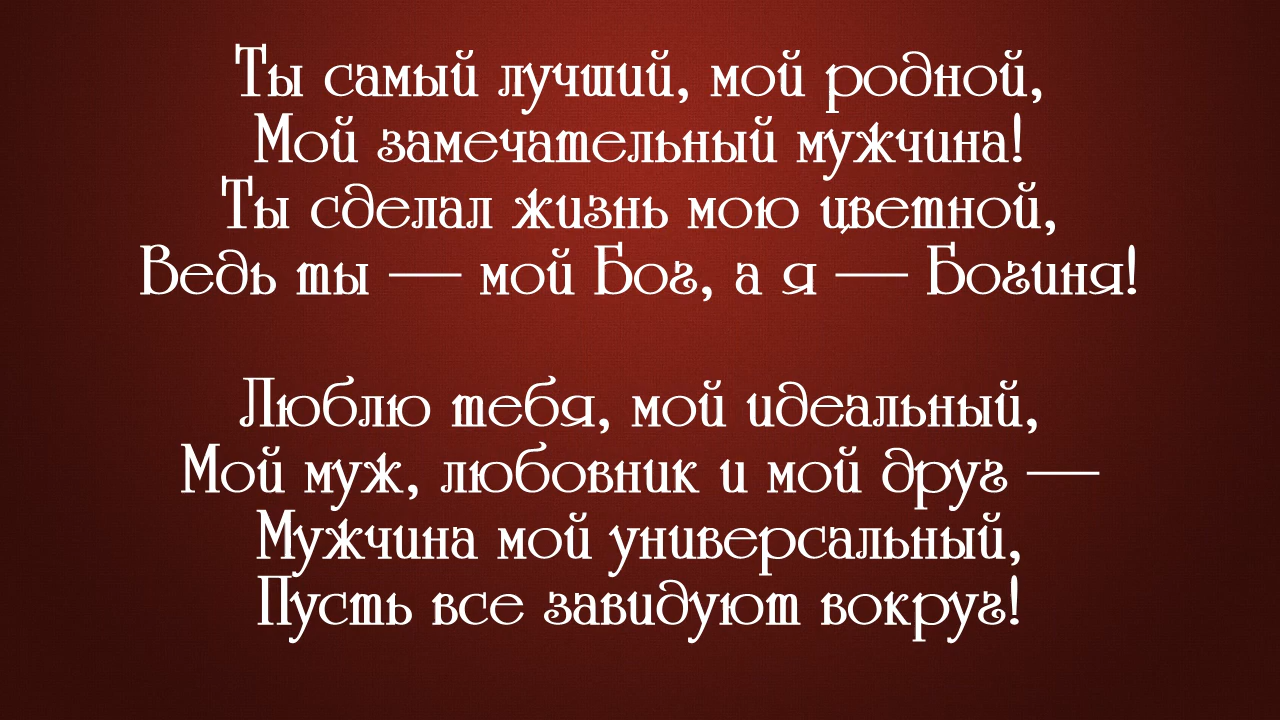 Ты самый лучший, мой родной,
Мой замечательный мужчина!
Ты сделал жизнь мою цветной,
Ведь ты — мой Бог, а я — Богиня!
Люблю тебя, мой идеальный,
Мой муж, любовник и мой друг —
Мужчина мой универсальный,
Пусть все завидуют вокруг!